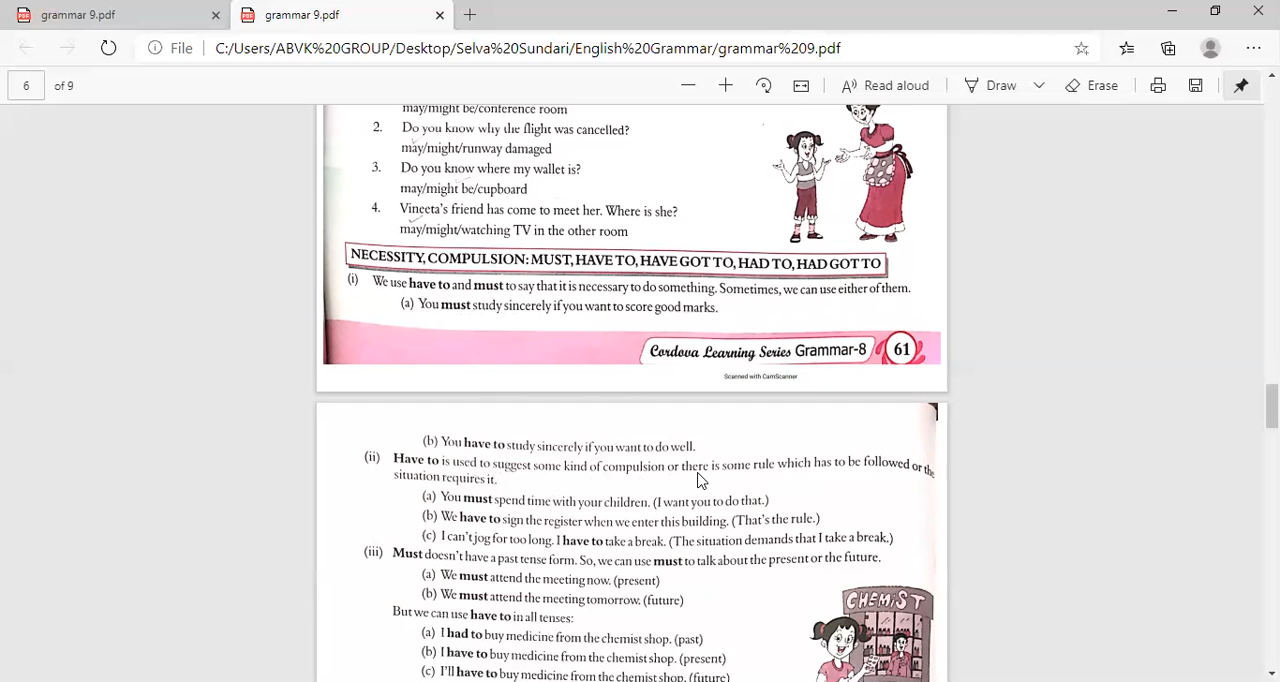 grammar 9.pdf
grammar 9.pdf
File
C:/Users/ABVK%20GROUP/Desktop/Selva%20Sundari/English%20Grammar/grammar%209.pdf
6 of 9
Read aloud
Draw
Erase
may/might be/conference room
2. Do you know why the flight was cancelled?
may/might/runway damaged
3. Do you know where my wallet is?
may/might be/cupboard
4. Vineeta's friend has come to meet her. Where is she?
may/might/watching TV in the other room
NECESSITY, COMPULSION: MUST, HAVE TO, HAVE GOT TO, HAD TO, HAD GOT TO
(i) We use have to and must to say that it is necessary to do something. Sometimes, we can use either of them.
(a) You must study sincerely if you want to score good marks.
Cordova Learning Series Grammar-8 61
Scanned with CamScanner
(b) You have to study sincerely if you want to do well.
(ii) Have to is used to suggest some kind of compulsion or there is some rule which has to be followed or the
situation requires it.
(a) You must spend time with your children. (I want you to do that.)
(b) We have to sign the register when we enter this building. (That's the rule.)
(c) I can't jog for too long. I have to take a break. (The situation demands that I take a break.)
(iii) Must doesn't have a past tense form. So, we can use must to talk about the present or the future.
(a) We must attend the meeting now. (present)
(b) We must attend the meeting tomorrow. (future)
But we can use have to in all tenses:
CHEMiST
(a) I had to buy medicine from the chemist shop. (past)
(b) I have to buy medicine from the chemist shop. (present)
(c) I'll have to buy medicine from the chemist shop. (future)